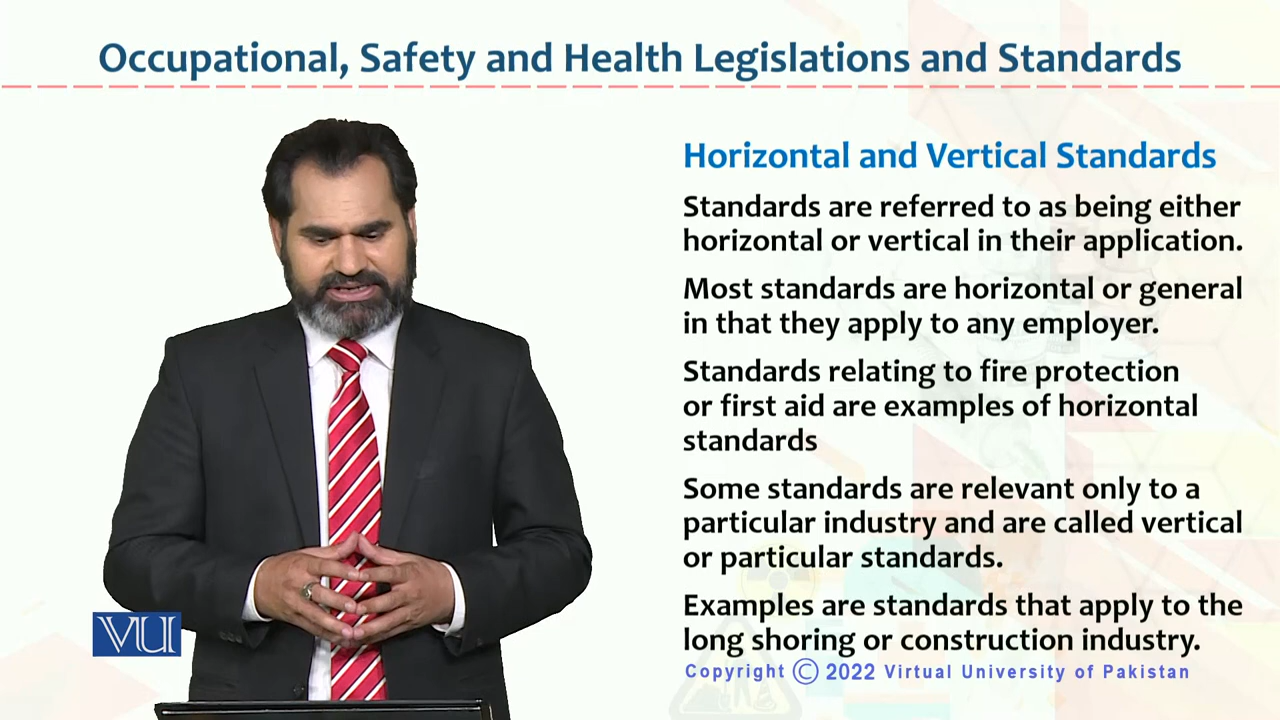 Occupational, Safety and Health Legislations and Standards
Horizontal and Vertical Standards
Standards are referred to as being either
horizontal or vertical in their application.
Most standards are horizontal or general
in that they apply to any employer.
Standards relating to fire protection
or first aid are examples of horizontal
standards
Some standards are relevant only to a
particular industry and are called vertical
or particular standards.
Examples are standards that apply to the
long shoring or construction industry.
VU
Copyright © 2022 Virtual University of Pakistan